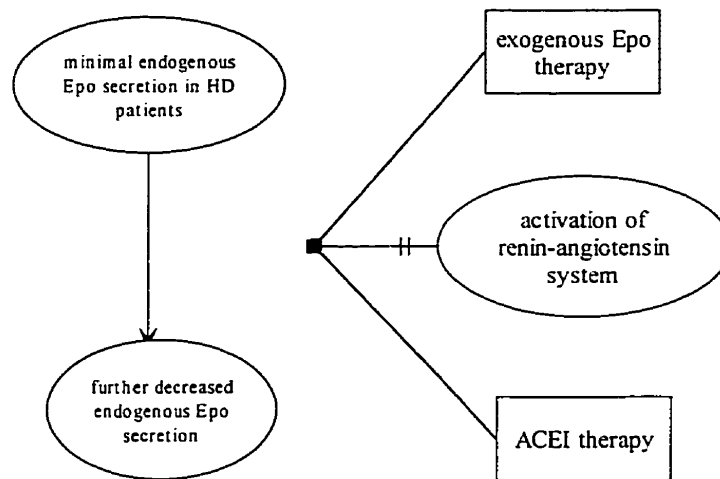 minimal endogenous
Epo secretion in HD
patients
exogenous Epo
therapy
activation of
renin-angiotensin
system
further decreased
endogenous Epo
secretion
ACEI therapy